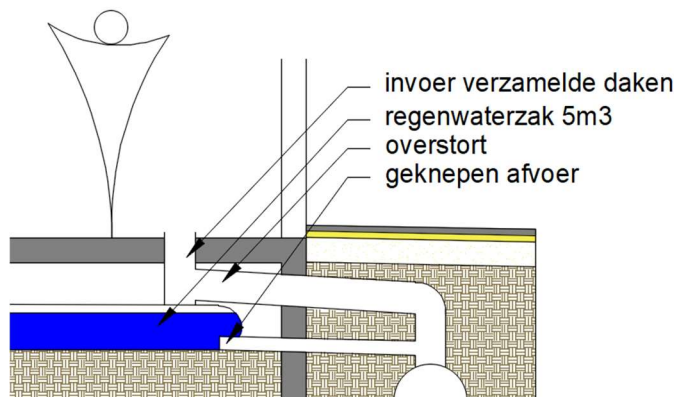 invoer verzamelde daken
regenwaterzak 5m3
overstort
geknepen afvoer